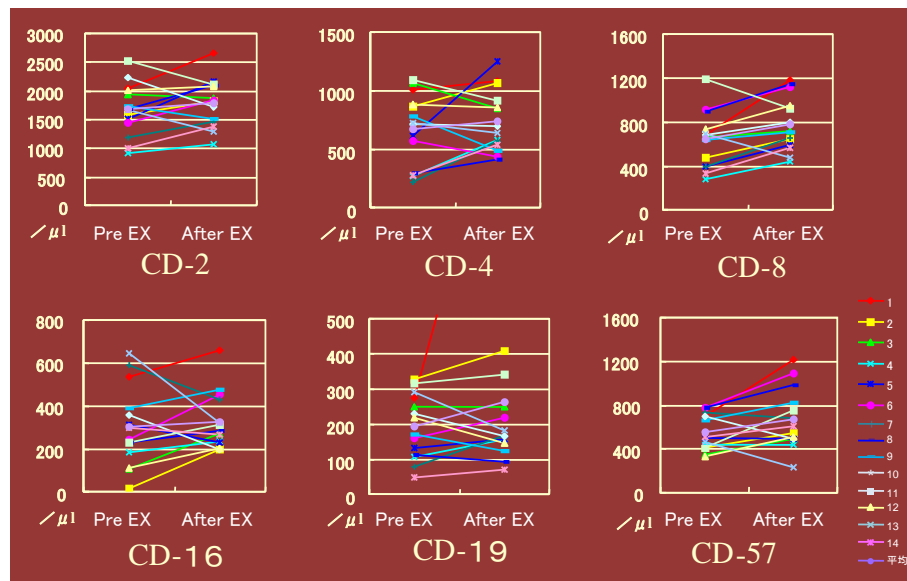 3000
2500
2000
1500
1000
500
0
／μl
Pre EX
After EX
CD-2
1500
1000
500
0
／μl
Pre EX
After EX
CD-4
1600
1200
800
400
0
／μl
Pre EX
After EX
CD-8
800
600
400
200
0
／μl
Pre EX
After EX
CD-16
500
400
300
200
100
0
／μl
Pre EX
After EX
CD-19
1600
1200
800
400
0
／μl
Pre EX
After EX
CD-57
1
2
3
4
5
6
7
8
9
10
11
12
13
14
平均